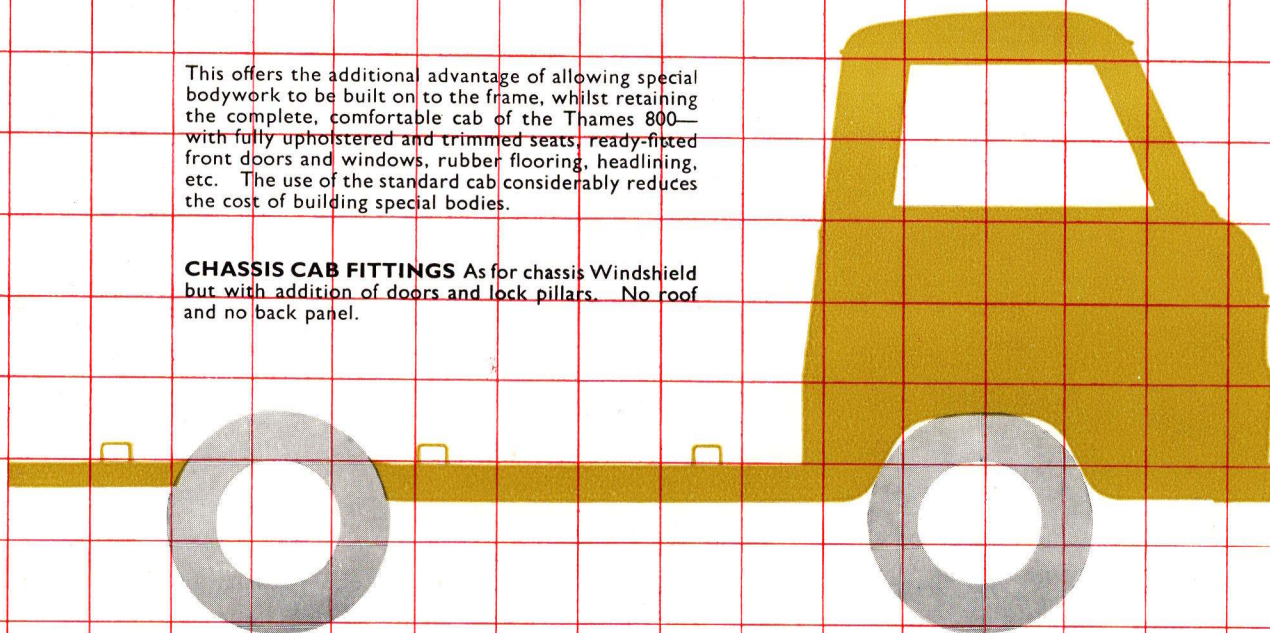 This offers the additional advantage of allowing special
bodywork to be built on to the frame, whilst retaining
the complete, comfortable cab of the Thames 800—
with fully upholstered and trimmed seats, ready-fitted
front doors and windows, rubber flooring, headlining,
etc. The use of the standard cab considerably reduces
the cost of building special bodies.
CHASSIS CAB FITTINGS As for chassis Windshield
but with addition of doors and lock pillars. No roof
and no back panel.